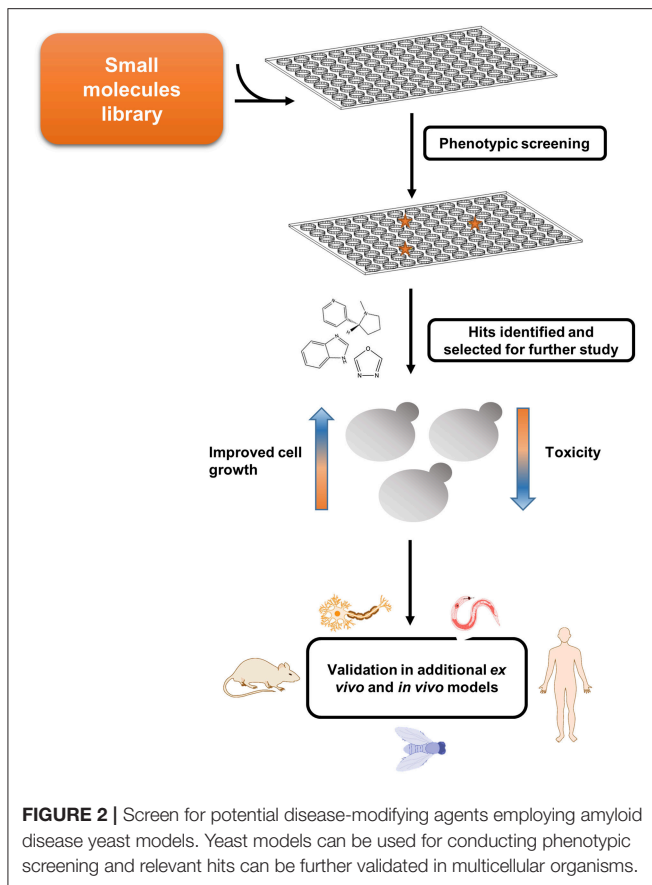 Small
molecules
library
Phenotypic screening
N
N
H
N
N
H
O
N-N
Hits identified and
selected for further study
Improved cell
growth
Toxicity
Validation in additional ex
vivo and in vivo models
FIGURE 2 | Screen for potential disease-modifying agents employing amyloid
disease yeast models. Yeast models can be used for conducting phenotypic
screening and relevant hits can be further validated in multicellular organisms.